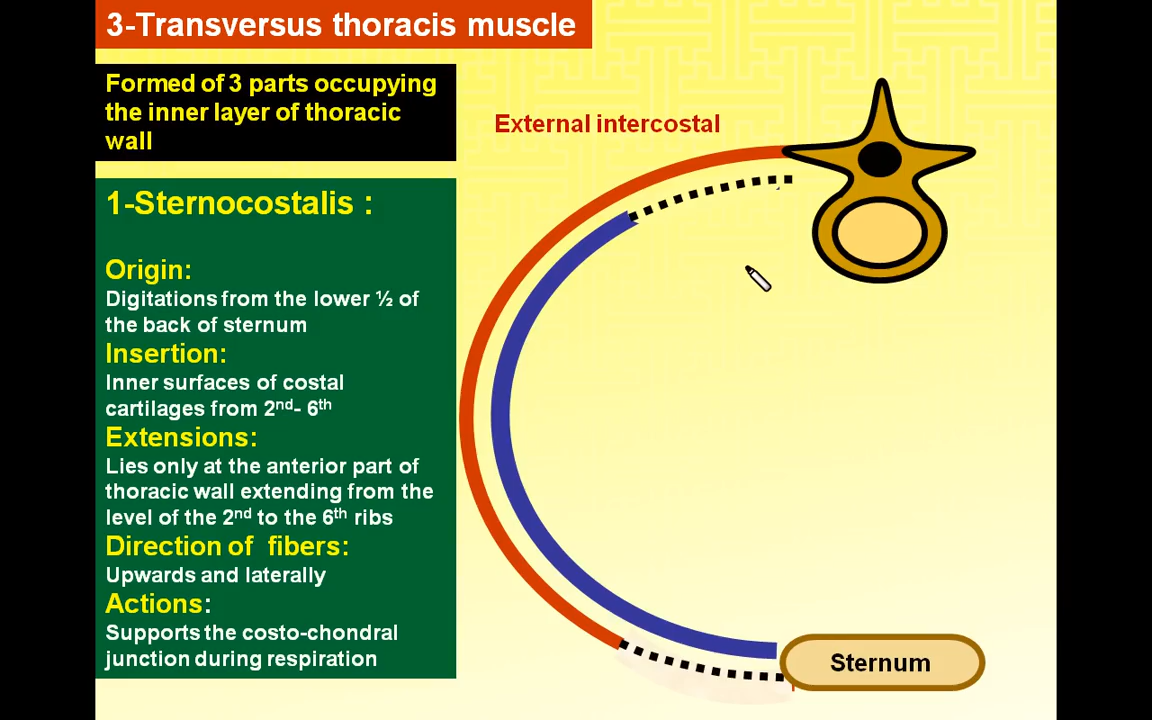 3-Transversus thoracis muscle
Formed of 3 parts occupying
the inner layer of thoracic
wall
External intercostal
1-Sternocostalis :
Origin:
Digitations from the lower ½ of
the back of sternum
Insertion:
Inner surfaces of costal
cartilages from 2nd- 6th
Extensions:
Lies only at the anterior part of
thoracic wall extending from the
level of the 2nd to the 6th ribs
Direction of fibers:
Upwards and laterally
Actions:
Supports the costo-chondral
junction during respiration
Sternum